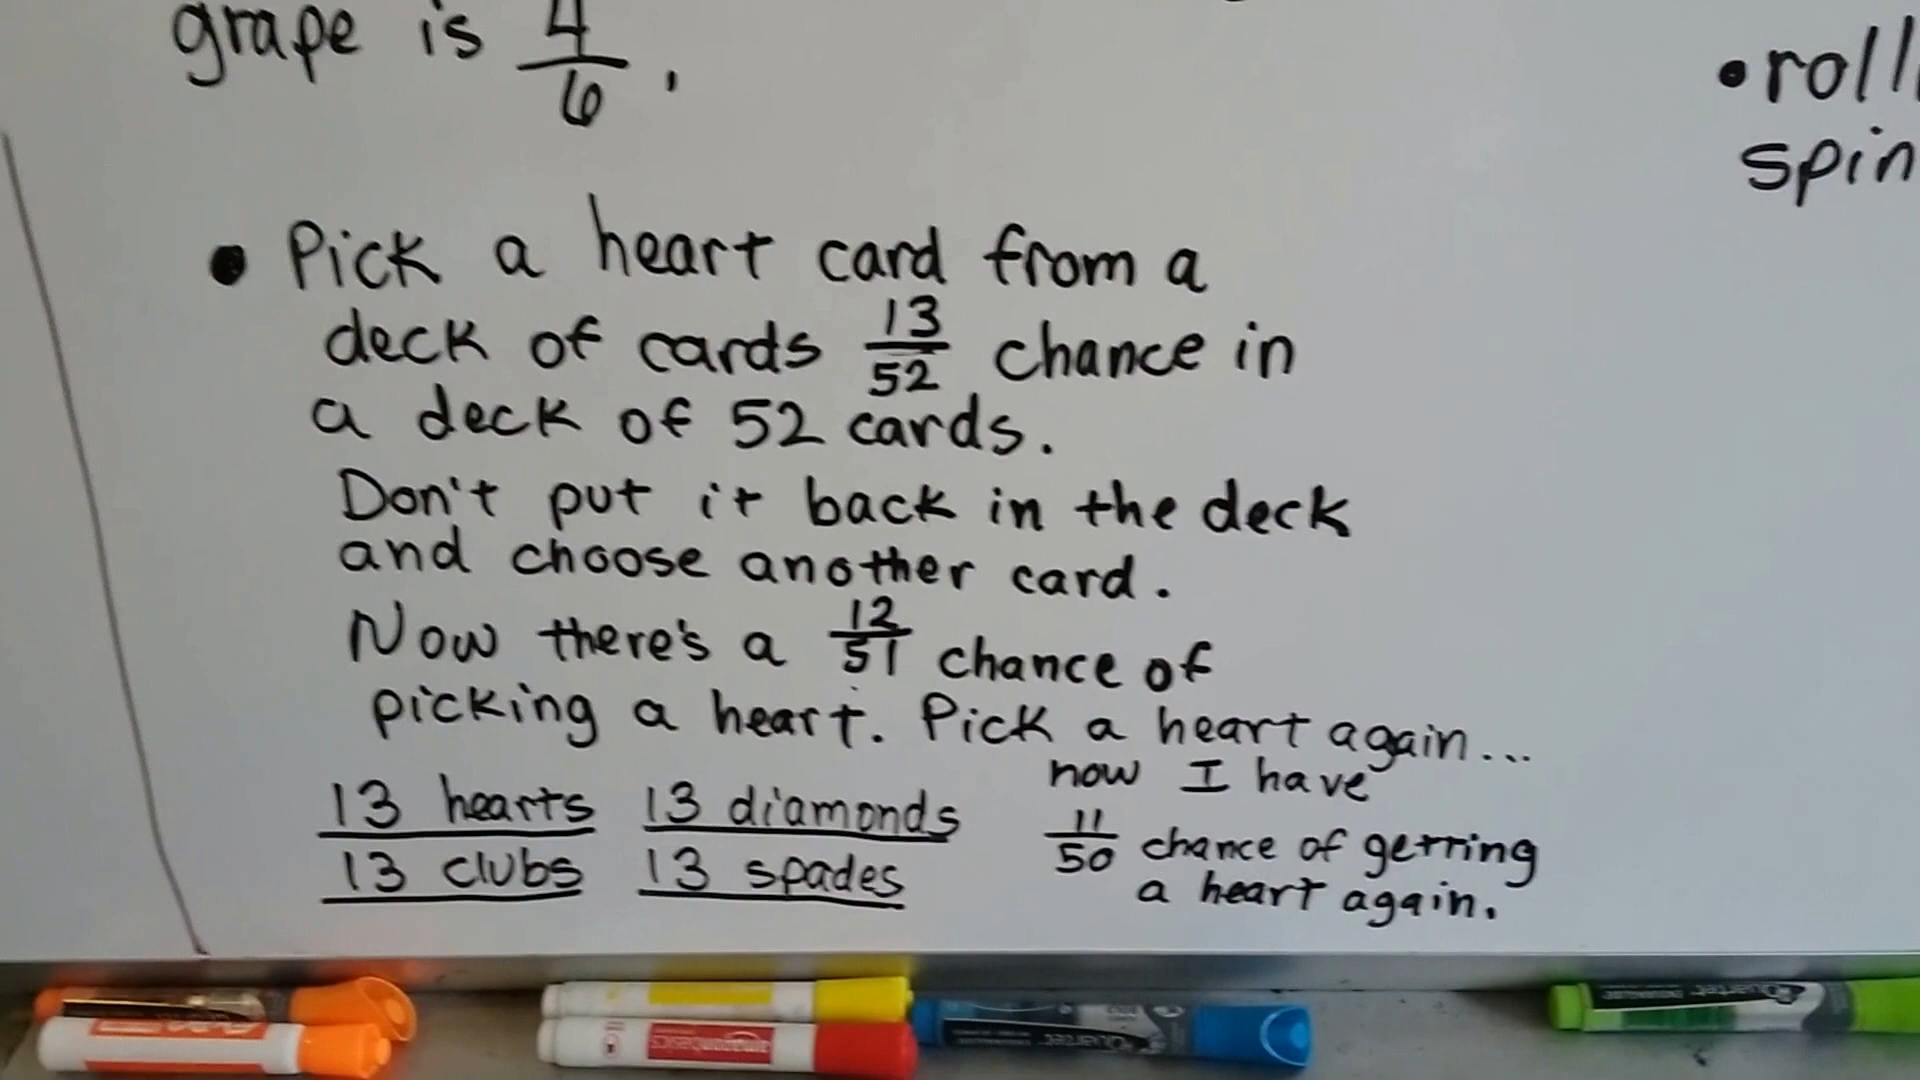 grape is 4/6.
• Pick a heart card from a
deck of cards 13/52 chance in
a deck of 52 cards.
Don't put it back in the deck
and choose another card.
Now there's a 12/51 chance of
picking a heart. Pick a heart again...
now I have
11/50 chance of getting
a heart again.
13 hearts 13 diamonds
13 clubs 13 spades
• roll
spin
Quartet
amazonbasics
Quartet